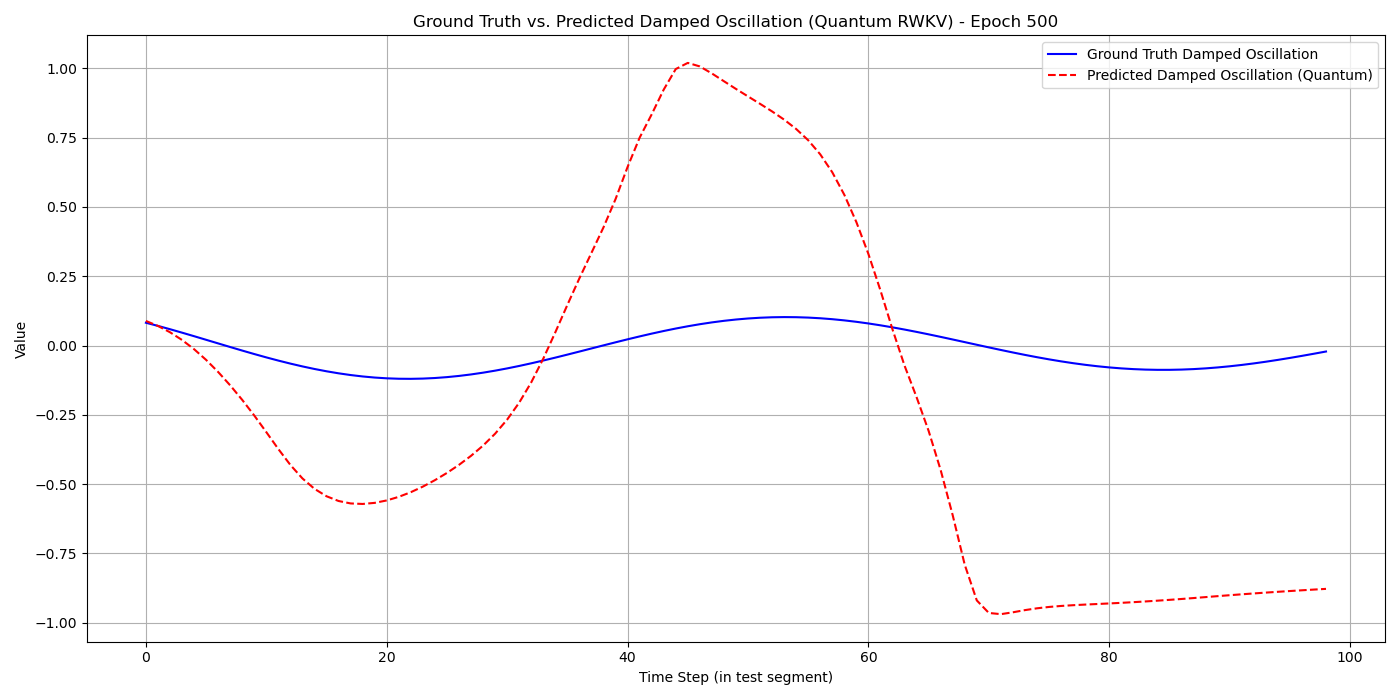 Ground Truth vs. Predicted Damped Oscillation (Quantum RWKV) - Epoch 500
Ground Truth Damped Oscillation
Predicted Damped Oscillation (Quantum)
Value
1.00
0.75
0.50
0.25
0.00
−0.25
−0.50
−0.75
−1.00
0 20 40 60 80 100
Time Step (in test segment)